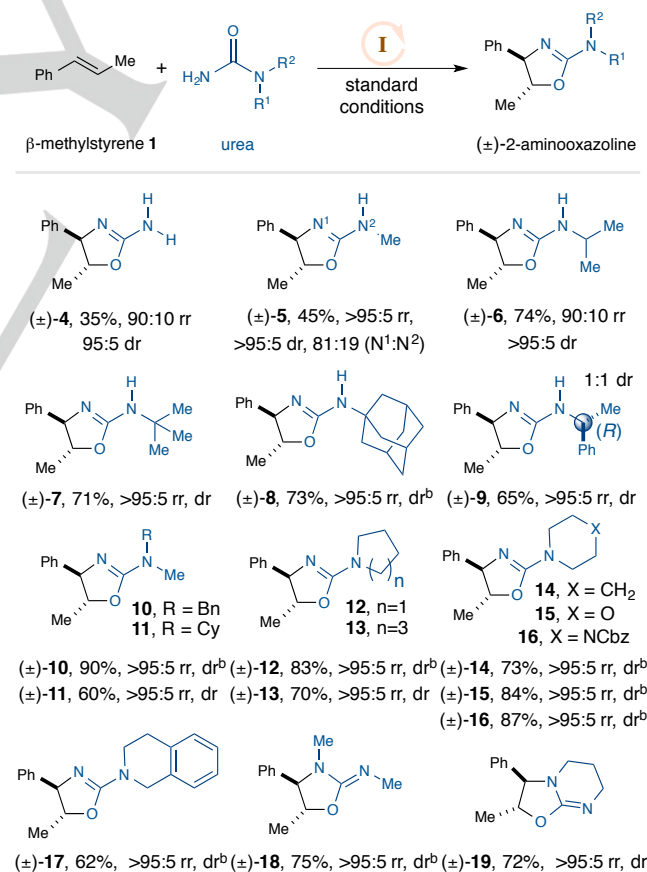 Ph
Me
+
O
H₂N
N
R²
R¹
I
standard
conditions
Ph
N
O
Me
N
R²
R¹
β-methylstyrene 1
urea
(±)-2-aminooxazoline
Ph
N
O
Me
H
N
H
(±)-4, 35%, 90:10 rr
95:5 dr
Ph
N¹
O
Me
H
N²
Me
(±)-5, 45%, >95:5 rr,
>95:5 dr, 81:19 (N¹:N²)
Ph
N
O
Me
H
N
Me
Me
(±)-6, 74%, 90:10 rr
>95:5 dr
Ph
N
O
Me
H
N
Me
Me
Me
(±)-7, 71%, >95:5 rr, dr
Ph
N
O
Me
H
N
(±)-8, 73%, >95:5 rr, drᵇ
Ph
N
O
Me
H
N
1:1 dr
Me
(R)
Ph
(±)-9, 65%, >95:5 rr, dr
Ph
N
O
Me
R
N
Me
10, R = Bn
11, R = Cy
(±)-10, 90%, >95:5 rr, drᵇ
(±)-11, 60%, >95:5 rr, dr
Ph
N
O
Me
N
( )n
12, n=1
13, n=3
(±)-12, 83%, >95:5 rr, drᵇ
(±)-13, 70%, >95:5 rr, dr
Ph
N
O
Me
N
X
14, X = CH₂
15, X = O
16, X = NCbz
(±)-14, 73%, >95:5 rr, drᵇ
(±)-15, 84%, >95:5 rr, drᵇ
(±)-16, 87%, >95:5 rr, drᵇ
Ph
N
O
Me
N
(±)-17, 62%, >95:5 rr, drᵇ
Me
Ph
N
O
Me
N
Me
(±)-18, 75%, >95:5 rr, drᵇ
Ph
N
Me
O
N
(±)-19, 72%, >95:5 rr, dr